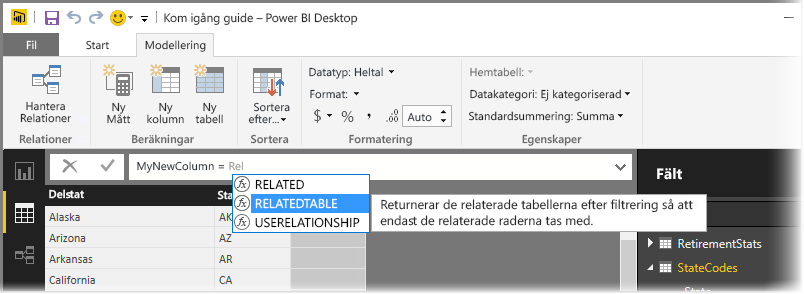 Kom igång guide – Power BI Desktop
Fil Start Modellering
Hantera Relationer
Ny Mått
Ny kolumn
Ny tabell
Sortera efter...
Datatyp: Heltal
Format:
$ % , .00 Auto
Hemtabell:
Datakategori: Ej kategoriserad
Standardsummering: Summa
Relationer Beräkningar Sortera Formatering Egenskaper
MyNewColumn = Rel
Fält
RELATED
RELATEDTABLE
USERELATIONSHIP
Returnerar de relaterade tabellerna efter filtrering så att
endast de relaterade raderna tas med.
Delstat Sta
Alaska AK
Arizona AZ
Arkansas AR
California CA
RetirementStats
StateCodes